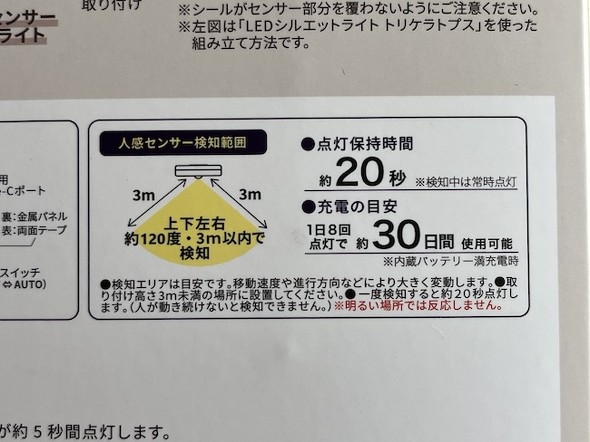 取り付け
センサー
ライト
※シールがセンサー部分を覆わないようにご注意ください。
※左図は「LEDシルエットライト トリケラトプス」を使った
組み立て方法です。
用
-Cポート
裏:金属パネル
表:両面テープ
スイッチ
⇔AUTO)
人感センサー検知範囲
3m
3m
上下左右
約120度・3m以内で
検知
●点灯保持時間
約20秒 ※検知中は常時点灯
●充電の目安
1日8回
点灯で 約30日間 使用可能
※内蔵バッテリー満充電時
●検知エリアは目安です。移動速度や進行方向などにより大きく変動します。●取
り付け高さ3m未満の場所に設置してください。●一度検知すると約20秒点灯し
ます。(人が動き続けないと検知できません。)※明るい場所では反応しません。
が約5秒間点灯します。